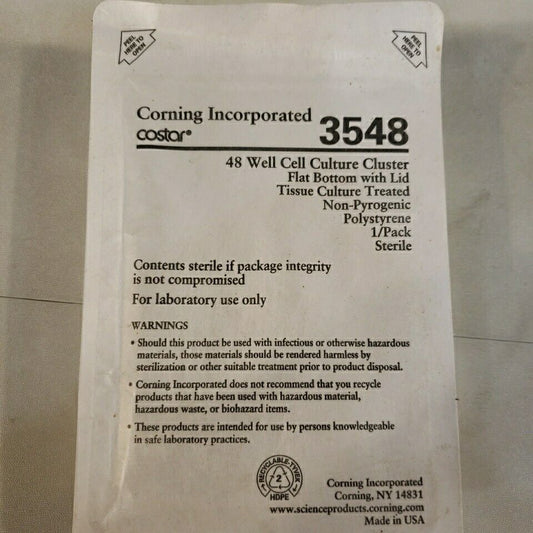 PEEL
HERE TO
OPEN
PEEL
HERE TO
OPEN
Corning Incorporated
costar®
3548
48 Well Cell Culture Cluster
Flat Bottom with Lid
Tissue Culture Treated
Non-Pyrogenic
Polystyrene
1/Pack
Sterile
Contents sterile if package integrity
is not compromised
For laboratory use only
WARNINGS
• Should this product be used with infectious or otherwise hazardous
materials, those materials should be rendered harmless by
sterilization or other suitable treatment prior to product disposal.
• Corning Incorporated does not recommend that you recycle
products that have been used with hazardous material,
hazardous waste, or biohazard items.
• These products are intended for use by persons knowledgeable
in safe laboratory practices.
RECYCLABLE-TYVEK
2
HDPE
Corning Incorporated
Corning, NY 14831
www.scienceproducts.corning.com
Made in USA